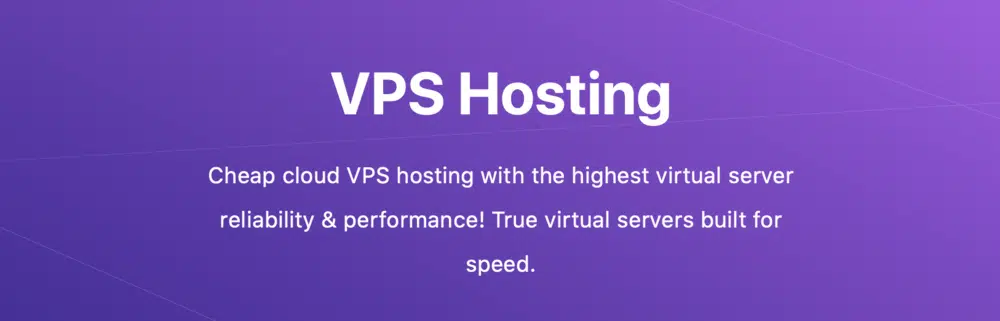 VPS Hosting
Cheap cloud VPS hosting with the highest virtual server
reliability & performance! True virtual servers built for
speed.